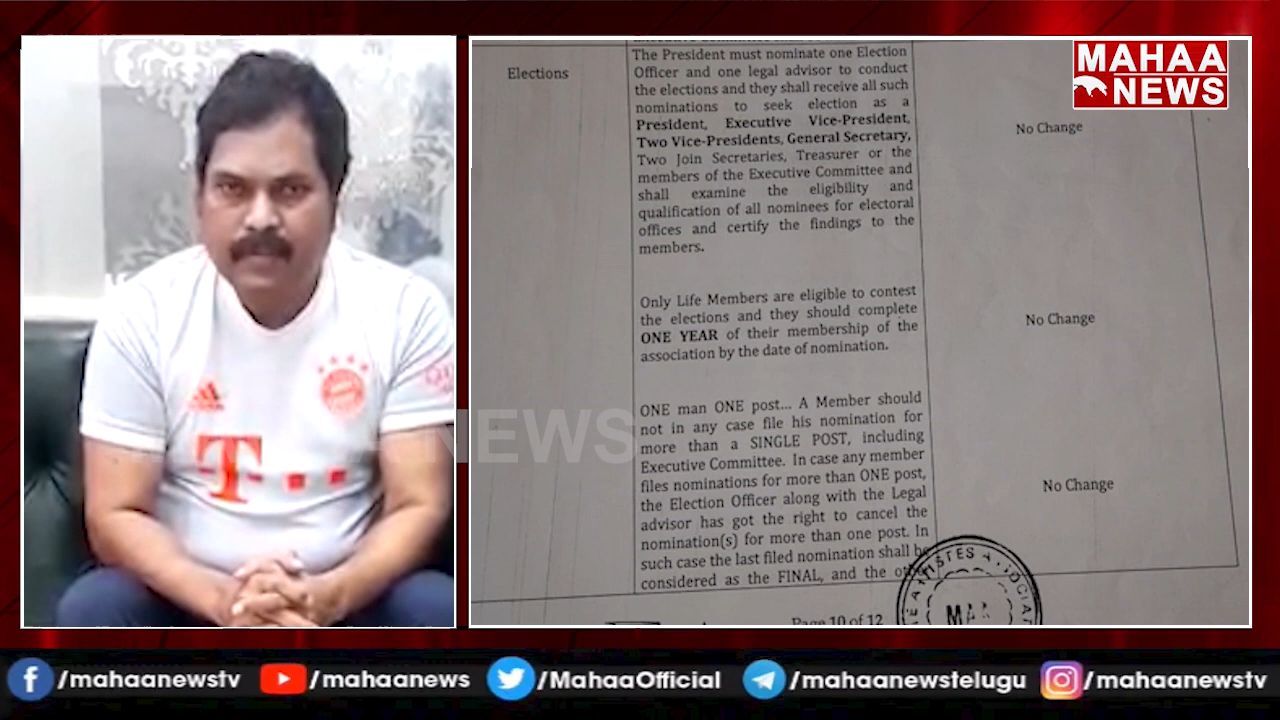 MAHAA
NEWS
Executive Committee shall be
Elections
The President must nominate one Election
Officer and one legal advisor to conduct
the elections and they shall receive all such
nominations to seek election as a
President, Executive Vice-President,
Two Vice-Presidents, General Secretary,
Two Join Secretaries, Treasurer or the
members of the Executive Committee and
shall examine the eligibility and
qualification of all nominees for electoral
offices and certify the findings to the
members.
No Change
Only Life Members are eligible to contest
the elections and they should complete
ONE YEAR of their membership of the
association by the date of nomination.
No Change
ONE man ONE post... A Member should
not in any case file his nomination for
more than a SINGLE POST, including
Executive Committee. In case any member
files nominations for more than ONE post,
the Election Officer along with the Legal
advisor has got the right to cancel the
nomination(s) for more than one post. In
such case the last filed nomination shall be
considered as the FINAL, and the
No Change
Page 10 of 12
MAA
adidas
T
NEWS
/mahaanewstv
/mahaanews
/MahaaOfficial
/mahaanewstelugu
/mahaanewstv